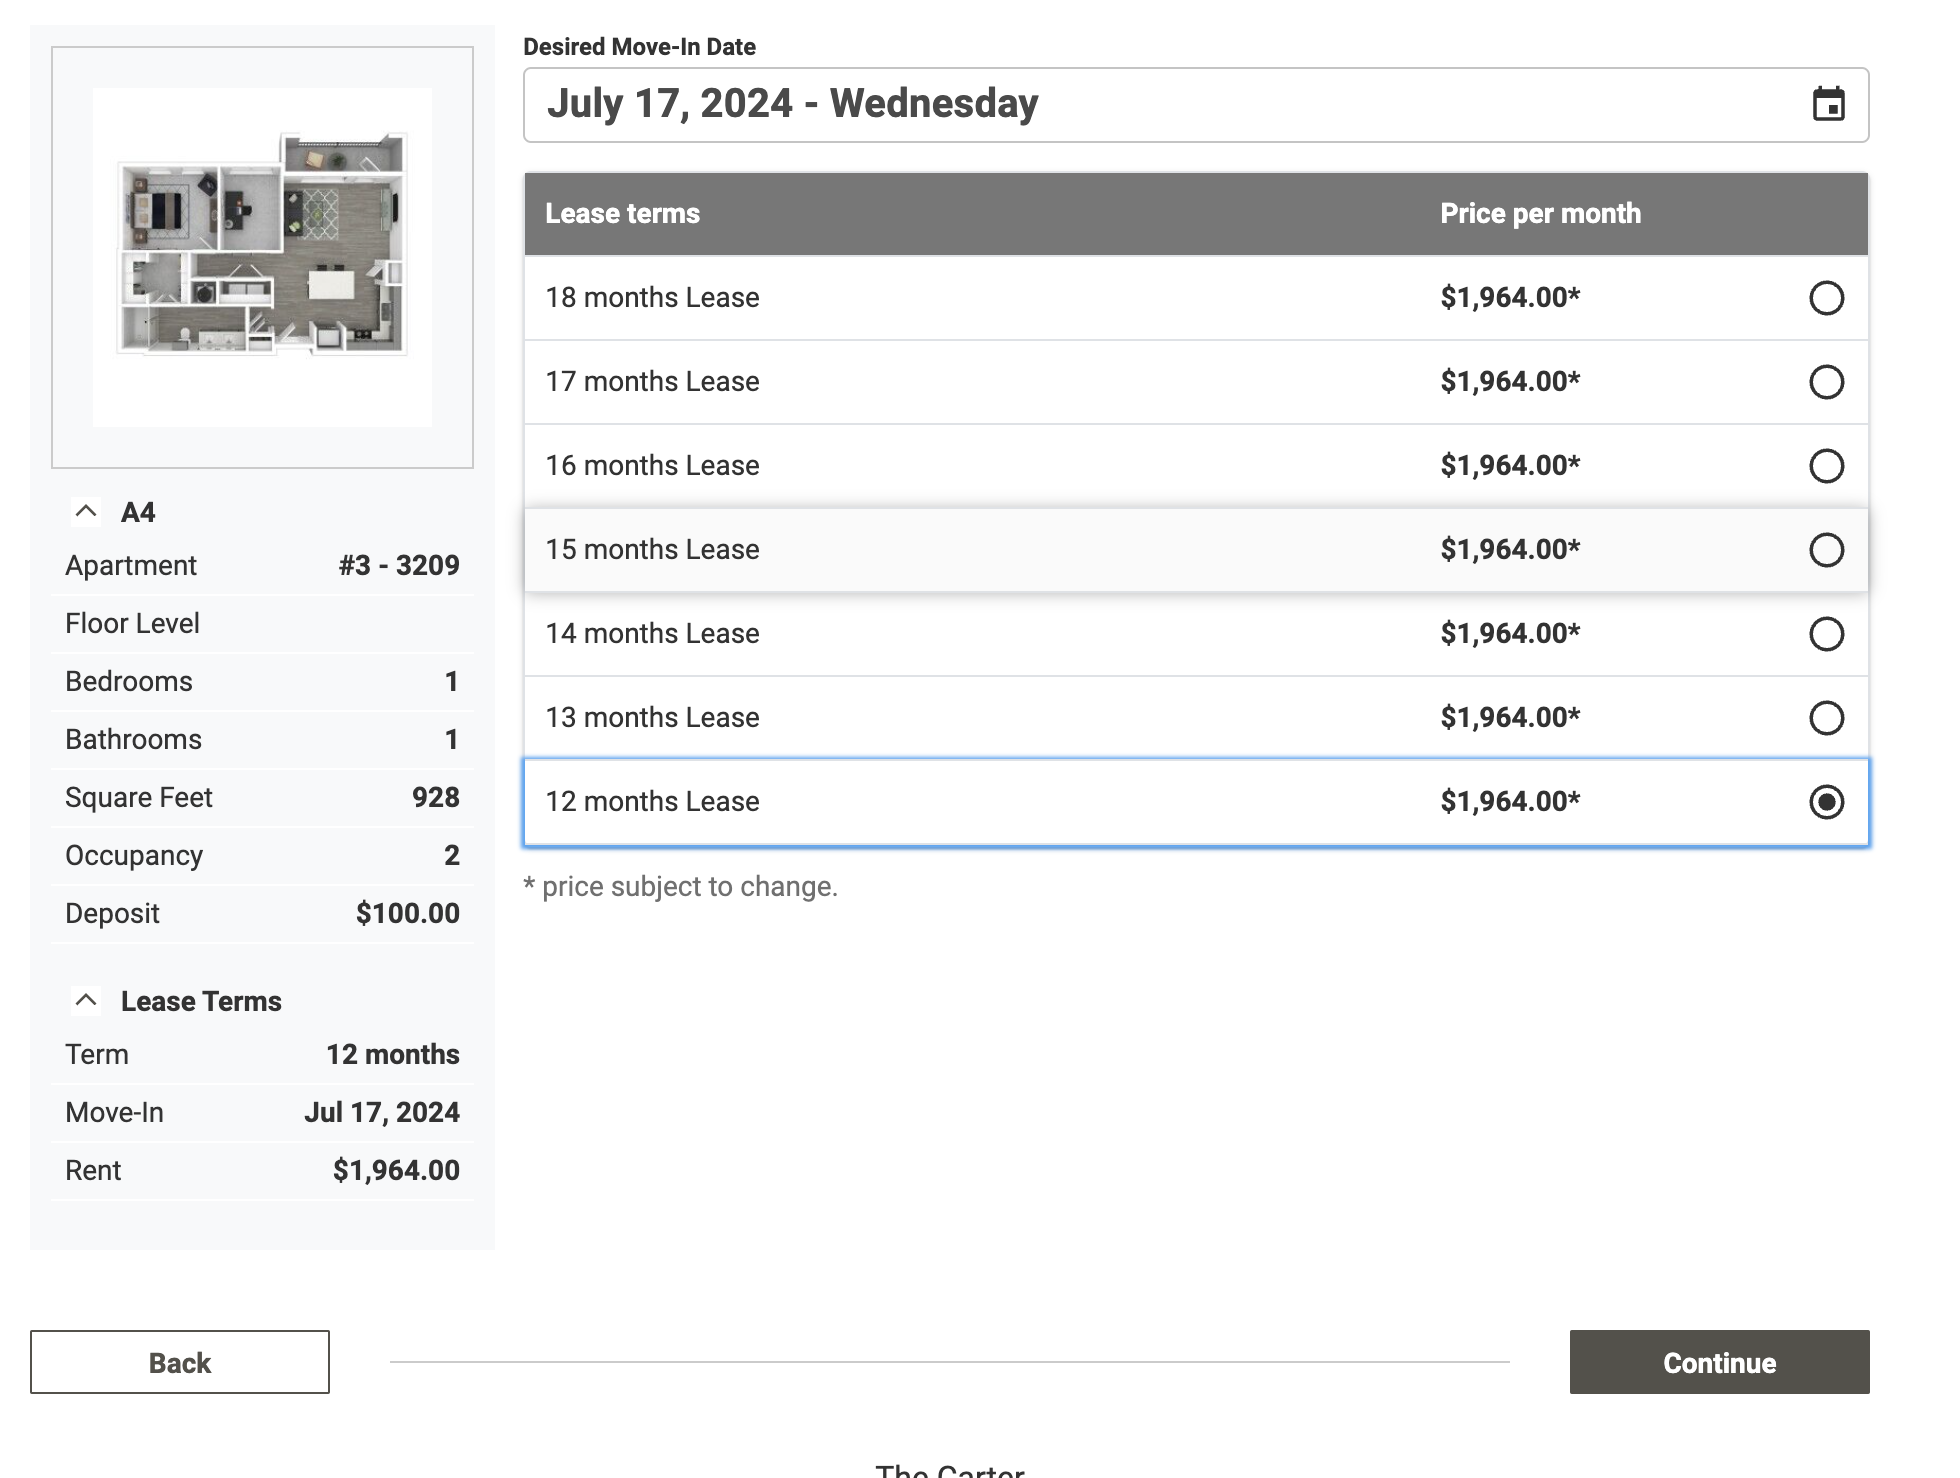 Desired Move-In Date
July 17, 2024 - Wednesday
Lease terms Price per month
18 months Lease $1,964.00*
17 months Lease $1,964.00*
16 months Lease $1,964.00*
15 months Lease $1,964.00*
14 months Lease $1,964.00*
13 months Lease $1,964.00*
12 months Lease $1,964.00*
* price subject to change.
A4
Apartment #3 - 3209
Floor Level
Bedrooms 1
Bathrooms 1
Square Feet 928
Occupancy 2
Deposit $100.00
Lease Terms
Term 12 months
Move-In Jul 17, 2024
Rent $1,964.00
Back
Continue
The Carter